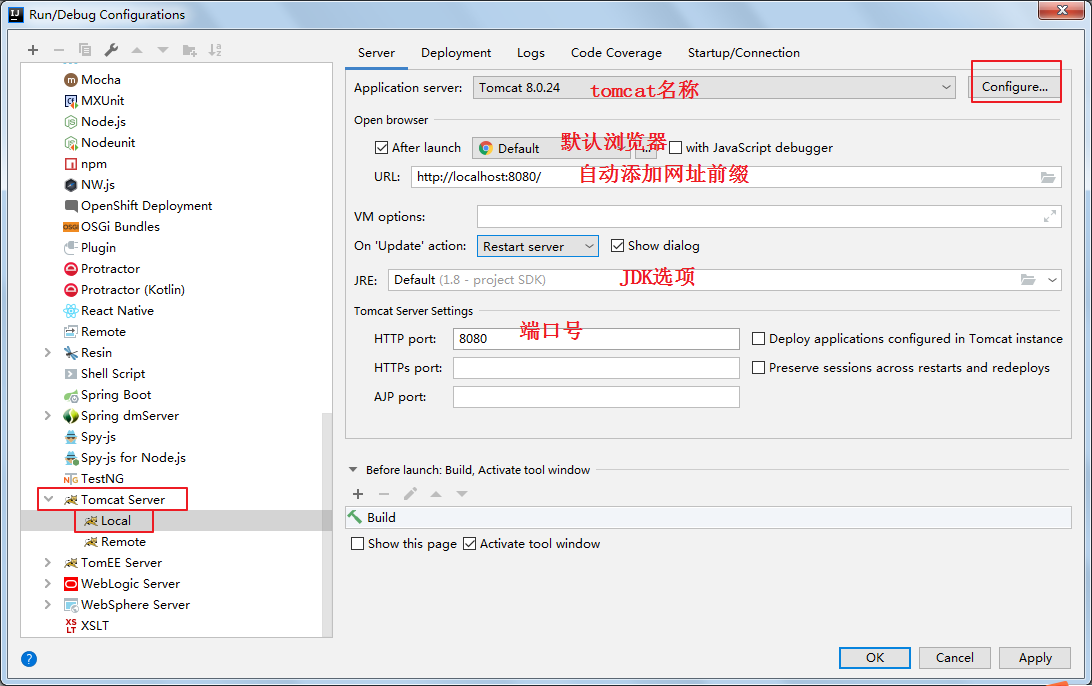 Run/Debug Configurations
Mocha
MXUnit
Node.js
Nodeunit
npm
NW.js
OpenShift Deployment
OSGi Bundles
Plugin
Protractor
Protractor (Kotlin)
React Native
Remote
Resin
Shell Script
Spring Boot
Spring dmServer
Spy-js
Spy-js for Node.js
TestNG
Tomcat Server
Local
Remote
TomEE Server
WebLogic Server
WebSphere Server
XSLT
Server Deployment Logs Code Coverage Startup/Connection
Application server: Tomcat 8.0.24 tomcat名称 Configure...
Open browser
After launch Default 默认浏览器 with JavaScript debugger
URL: http://localhost:8080/ 自动添加网址前缀
VM options:
On 'Update' action: Restart server Show dialog
JRE: Default (1.8 - project SDK) JDK选项
Tomcat Server Settings
HTTP port: 8080 端口号 Deploy applications configured in Tomcat instance
HTTPs port: Preserve sessions across restarts and redeploys
AJP port:
Before launch: Build, Activate tool window
Build
Show this page Activate tool window
OK Cancel Apply